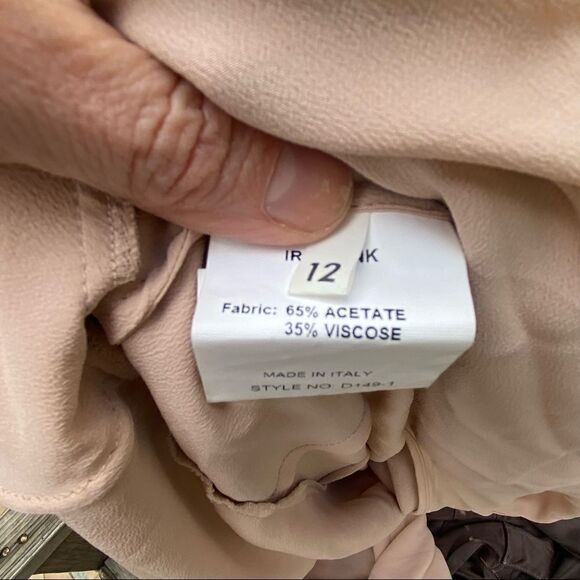 12
Fabric: 65% ACETATE
35% VISCOSE
MADE IN ITALY
STYLE NO. D149-1